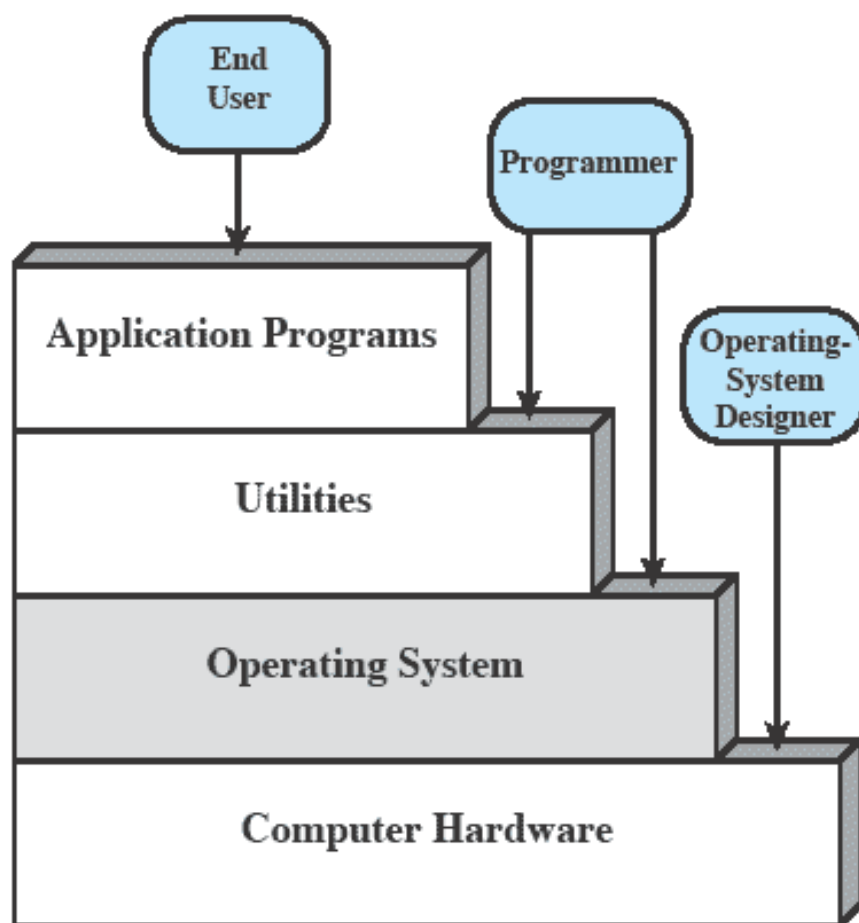 End
User
Programmer
Operating-
System
Designer
Application Programs
Utilities
Operating System
Computer Hardware